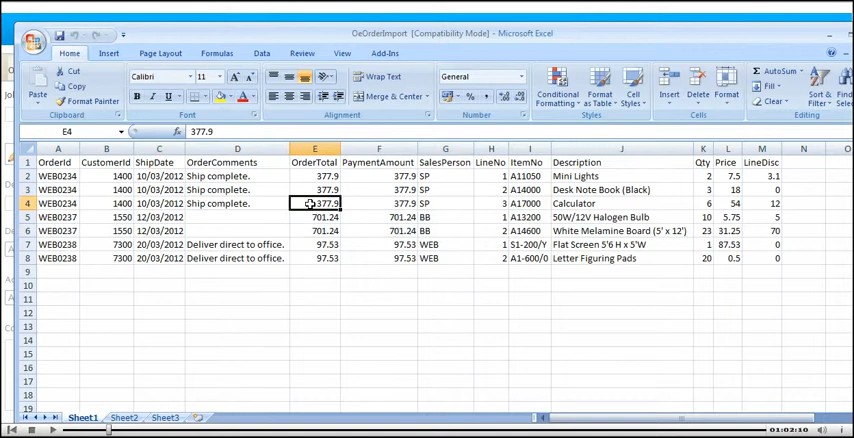 OeOrderImport [Compatibility Mode] - Microsoft Excel
Home Insert Page Layout Formulas Data Review View Add-Ins
Paste
Cut
Copy
Format Painter
Clipboard
Calibri 11
Font
Wrap Text
Merge & Center
Alignment
General
Number
Conditional Formatting
Format as Table
Cell Styles
Styles
Insert Delete Format
Cells
AutoSum
Fill
Clear
Sort & Filter
E4 fx 377.9
A B C D E F G H I J K L M N O
1 OrderId CustomerId ShipDate OrderComments OrderTotal PaymentAmount SalesPerson LineNo ItemNo Description Qty Price LineDisc
2 WEB0234 1400 10/03/2012 Ship complete. 377.9 377.9 SP 1 A11050 Mini Lights 2 7.5 3.1
3 WEB0234 1400 10/03/2012 Ship complete. 377.9 377.9 SP 2 A14000 Desk Note Book (Black) 3 18 0
4 WEB0234 1400 10/03/2012 Ship complete. 377.9 377.9 SP 3 A17000 Calculator 6 54 12
5 WEB0237 1550 12/03/2012 701.24 701.24 BB 1 A13200 50W/12V Halogen Bulb 10 5.75 5
6 WEB0237 1550 12/03/2012 701.24 701.24 BB 2 A14600 White Melamine Board (5' x 12') 23 31.25 70
7 WEB0238 7300 20/03/2012 Deliver direct to office. 97.53 97.53 WEB 1 S1-200/Y Flat Screen 5'6 H x 5'W 1 87.53 0
8 WEB0238 7300 20/03/2012 Deliver direct to office. 97.53 97.53 WEB 2 A1-600/0 Letter Figuring Pads 20 0.5 0
9
10
11
12
13
14
15
16
17
18
19
Sheet1 Sheet2 Sheet3
01:02:10